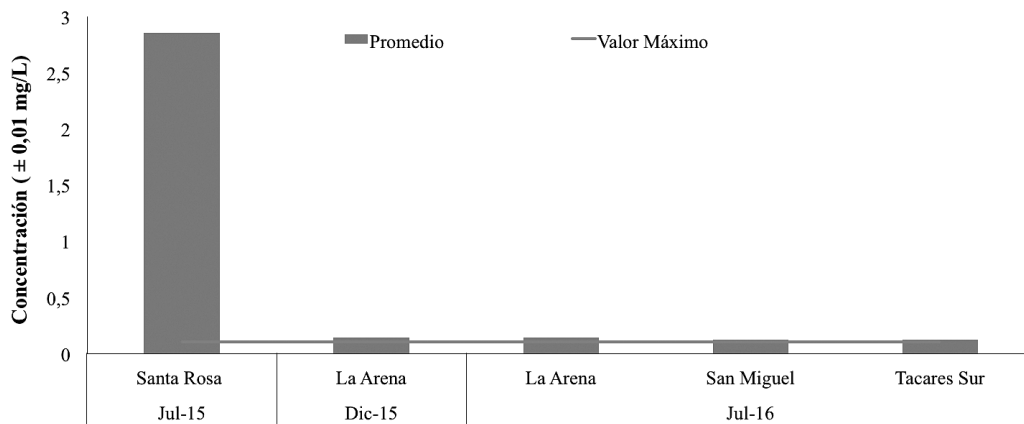 3
Promedio
Valor Máximo
2,5
2
1,5
1
0,5
0
Concentración ( ± 0,01 mg/L)
Santa Rosa
La Arena
La Arena
San Miguel
Tacares Sur
Jul-15
Dic-15
Jul-16